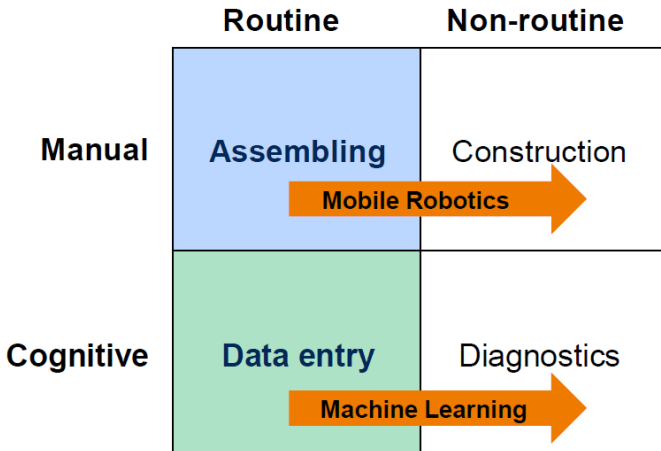 Routine Non-routine
Manual Assembling Construction
Mobile Robotics
Cognitive Data entry Diagnostics
Machine Learning